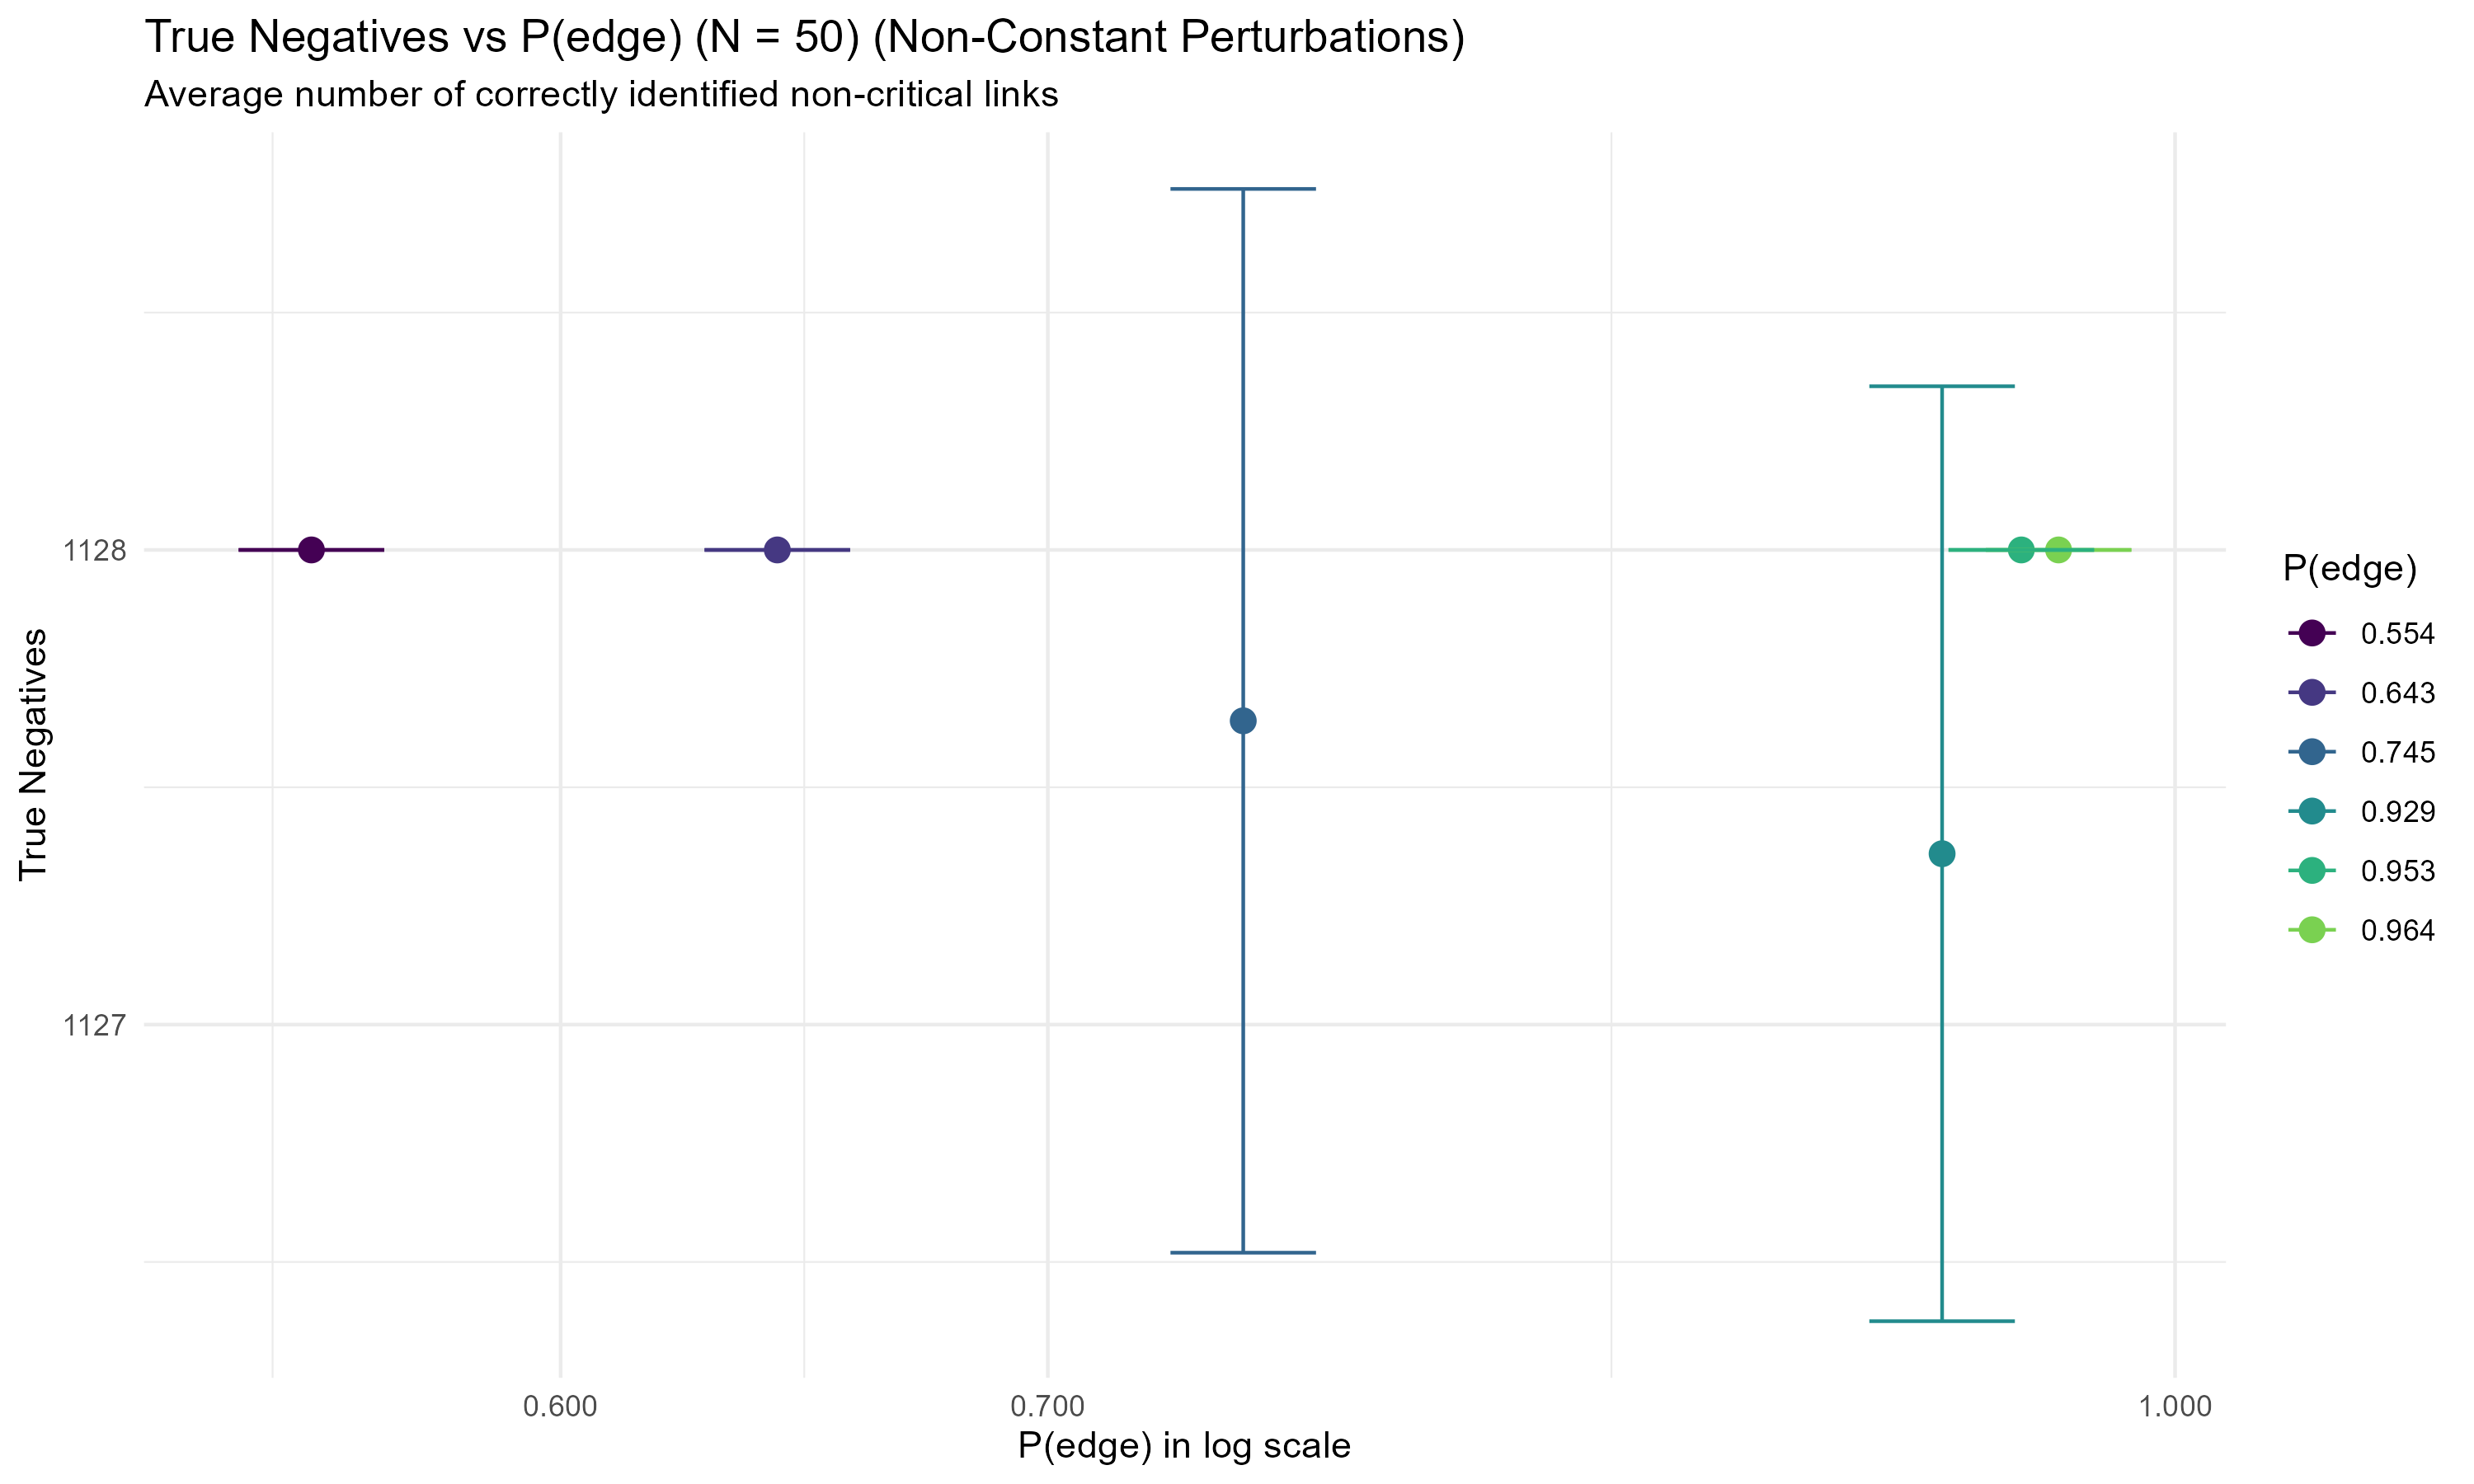 True Negatives vs P(edge) (N = 50) (Non-Constant Perturbations)
Average number of correctly identified non-critical links
True Negatives
1128
1127
0.600
0.700
1.000
P(edge) in log scale
P(edge)
0.554
0.643
0.745
0.929
0.953
0.964